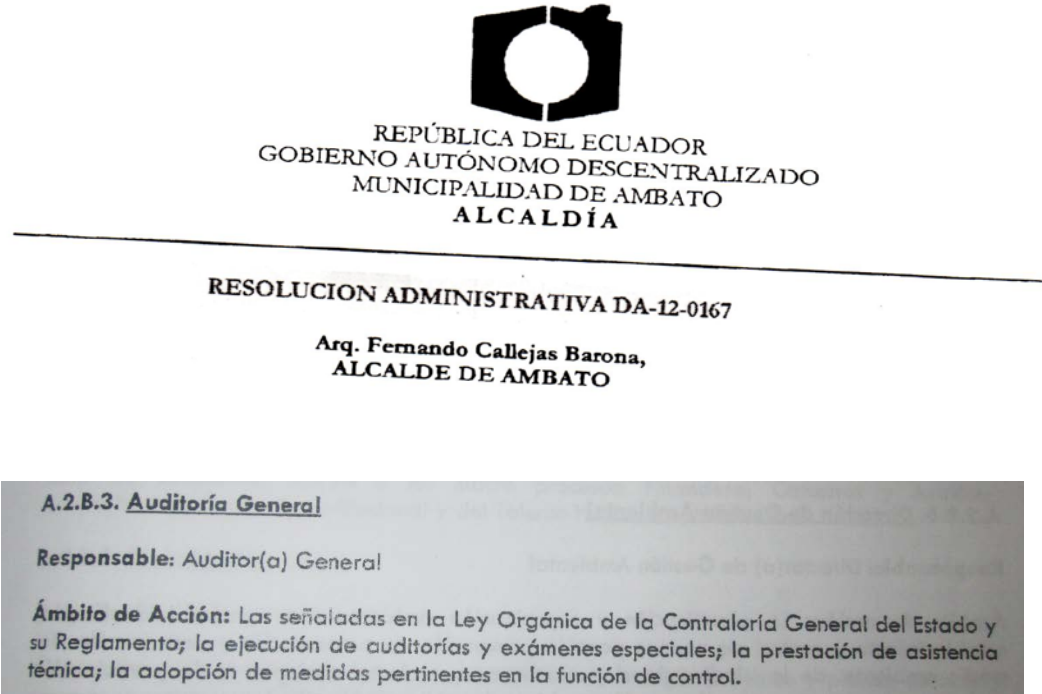 REPÚBLICA DEL ECUADOR
GOBIERNO AUTÓNOMO DESCENTRALIZADO
MUNICIPALIDAD DE AMBATO
ALCALDÍA
RESOLUCION ADMINISTRATIVA DA-12-0167
Arq. Fernando Callejas Barona,
ALCALDE DE AMBATO
A.2.B.3. Auditoría General
Responsable: Auditor(a) General
Ámbito de Acción: Las señaladas en la Ley Orgánica de la Contraloría General del Estado y
su Reglamento; la ejecución de auditorías y exámenes especiales; la prestación de asistencia
técnica; la adopción de medidas pertinentes en la función de control.